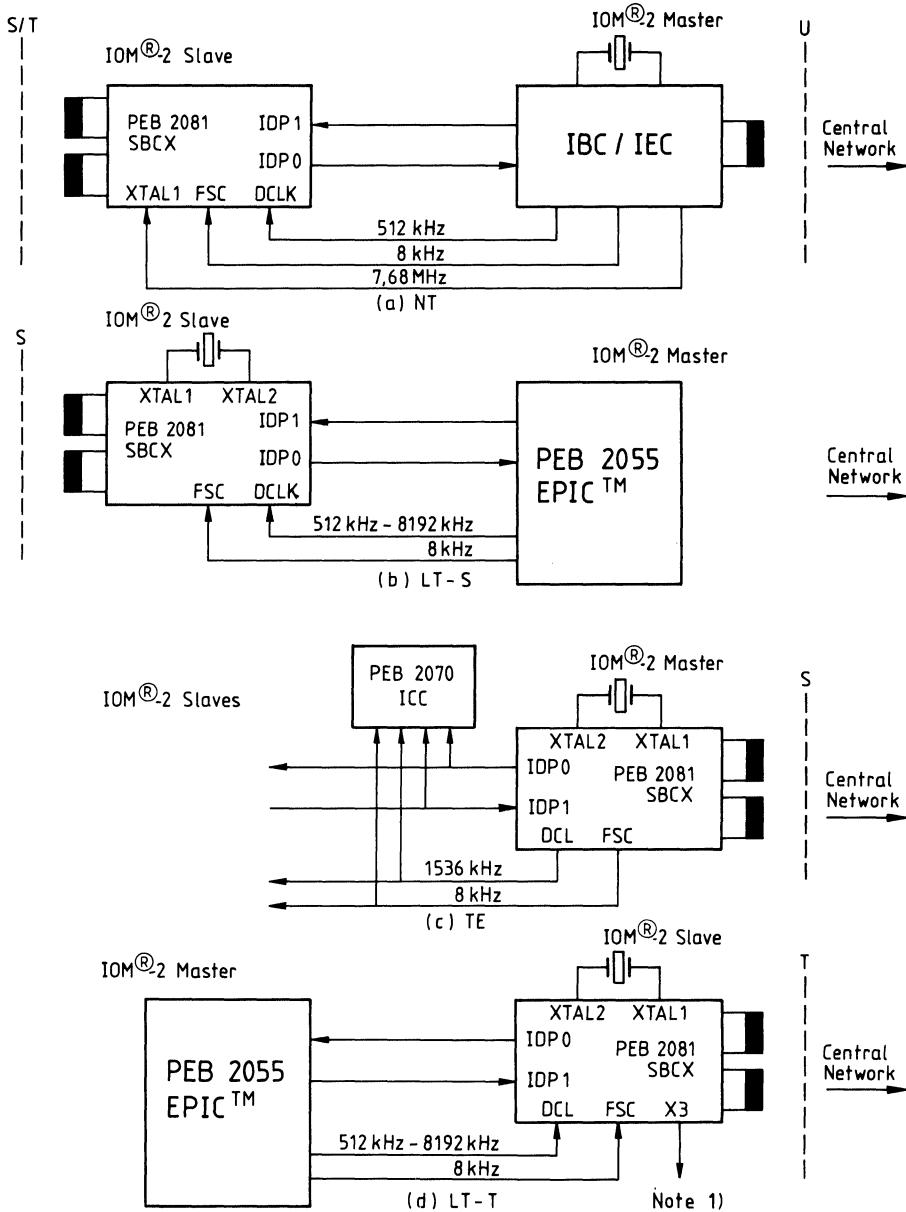 S/T
IOM®-2 Slave
IOM®-2 Master
U
PEB 2081
SBCX
IDP1
IDP0
XTAL1 FSC DCLK
IBC / IEC
Central
Network
512 kHz
8 kHz
7,68 MHz
(a) NT
S
IOM®2 Slave
IOM®-2 Master
XTAL1 XTAL2
IDP1
PEB 2081
SBCX
IDP0
FSC DCLK
PEB 2055
EPIC™
Central
Network
512 kHz – 8192 kHz
8 kHz
(b) LT-S
IOM®-2 Slaves
PEB 2070
ICC
IOM®-2 Master
S
XTAL2 XTAL1
IDP0
PEB 2081
SBCX
IDP1
DCL FSC
Central
Network
1536 kHz
8 kHz
(c) TE
IOM®-2 Master
IOM®-2 Slave
T
PEB 2055
EPIC™
XTAL2 XTAL1
IDP0
PEB 2081
SBCX
IDP1
DCL FSC X3
Central
Network
512 kHz – 8192 kHz
8 kHz
(d) LT-T
Note 1)